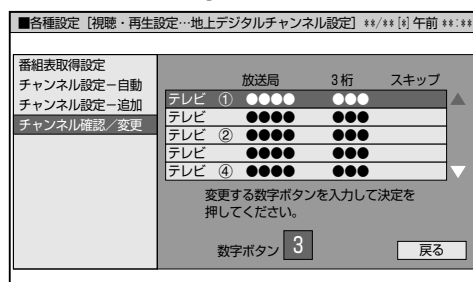 ■各種設定［視聴・再生設定…地上デジタルチャンネル設定］ **/**[*]午前 **:**
番組表取得設定
チャンネル設定－自動
チャンネル設定－追加
チャンネル確認／変更
放送局 3桁 スキップ
テレビ ① ●●●● ●●●
テレビ ●●●● ●●●
テレビ ② ●●●● ●●●
テレビ ●●●● ●●●
テレビ ④ ●●●● ●●●
変更する数字ボタンを入力して決定を
押してください。
数字ボタン 3
戻る